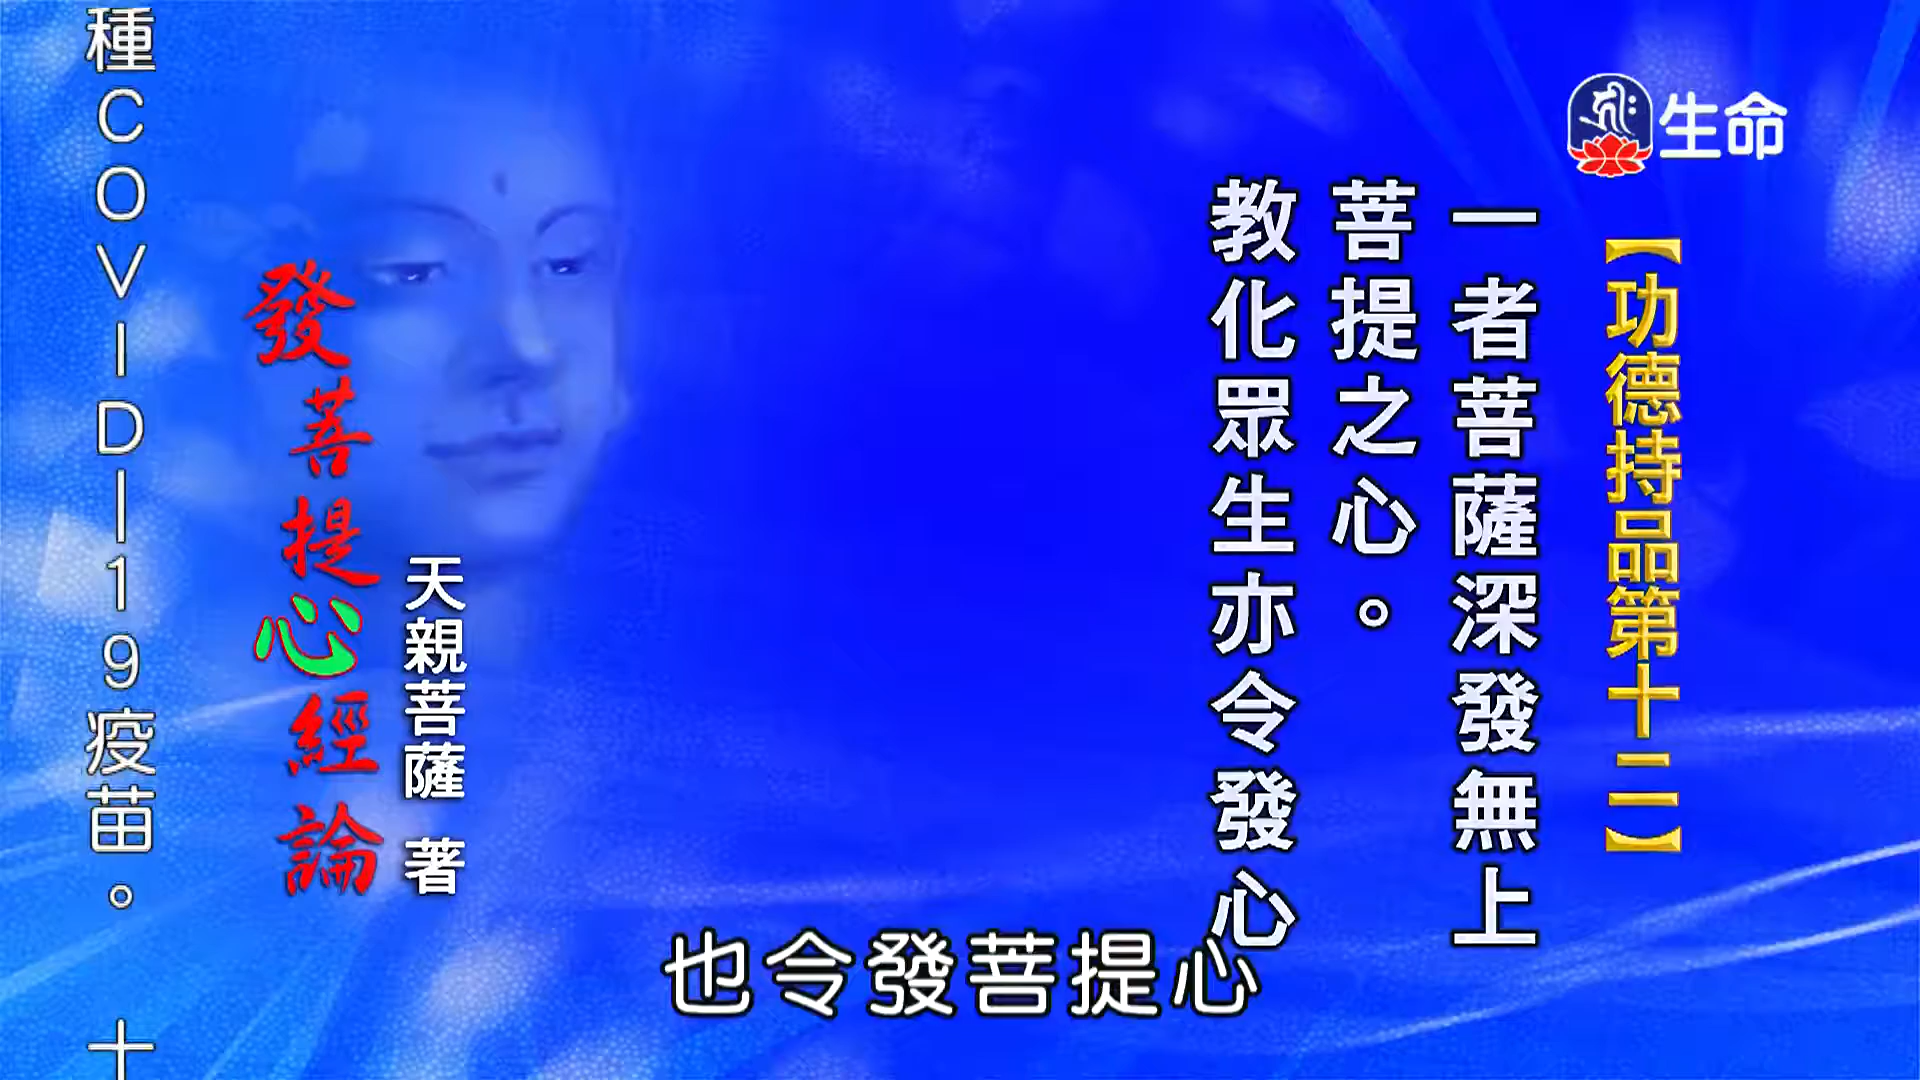 生命
【功德持品第十二】
一者菩薩深發無上
菩提之心。
教化眾生亦令發心
天親菩薩 著
發菩提心經論
種COVID—19疫苗。 十
也令發菩提心